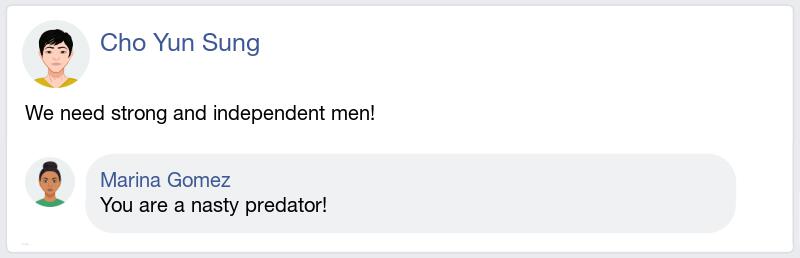 Cho Yun Sung
We need strong and independent men!
Marina Gomez
You are a nasty predator!